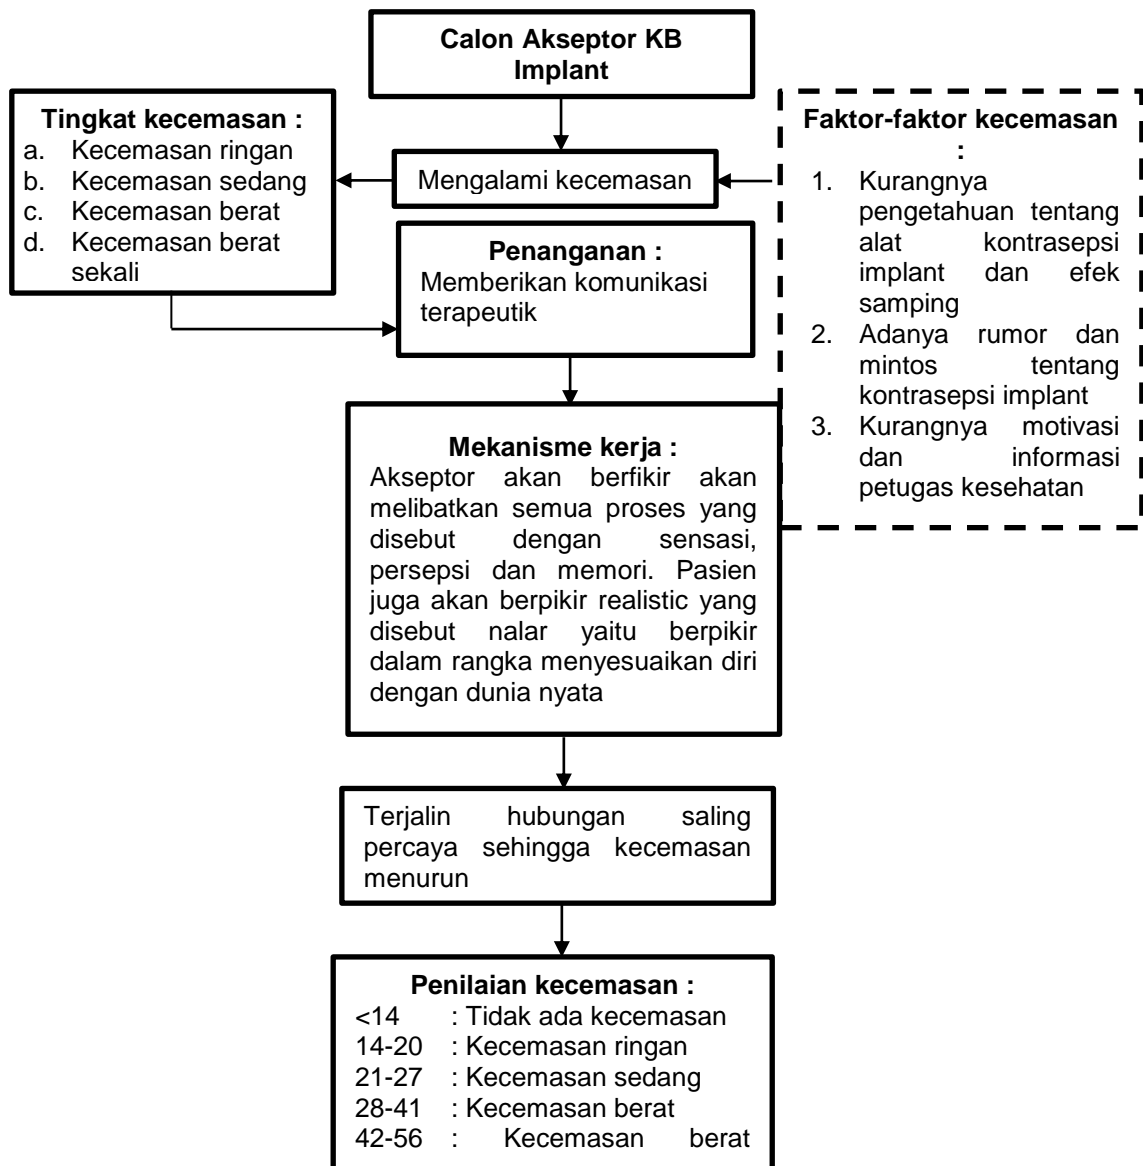 Calon Akseptor KB
Implant
Tingkat kecemasan :
a. Kecemasan ringan
b. Kecemasan sedang
c. Kecemasan berat
d. Kecemasan berat
sekali
Mengalami kecemasan
Faktor-faktor kecemasan
:
1. Kurangnya
pengetahuan tentang
alat kontrasepsi
implant dan efek
samping
2. Adanya rumor dan
mintos tentang
kontrasepsi implant
3. Kurangnya motivasi
dan informasi
petugas kesehatan
Penanganan :
Memberikan komunikasi
terapeutik
Mekanisme kerja :
Akseptor akan berfikir akan
melibatkan semua proses yang
disebut dengan sensasi,
persepsi dan memori. Pasien
juga akan berpikir realistic yang
disebut nalar yaitu berpikir
dalam rangka menyesuaikan diri
dengan dunia nyata
Terjalin hubungan saling
percaya sehingga kecemasan
menurun
Penilaian kecemasan :
<14 : Tidak ada kecemasan
14-20 : Kecemasan ringan
21-27 : Kecemasan sedang
28-41 : Kecemasan berat
42-56 : Kecemasan berat